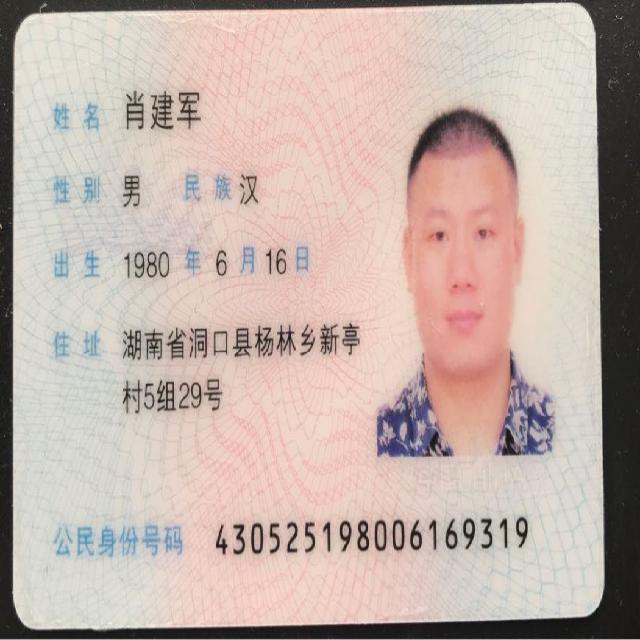 姓名 肖建军
性别 男 民族 汉
出生 1980 年 6 月 16 日
住址 湖南省洞口县杨林乡新亭
村5组29号
公民身份号码 430525198006169319